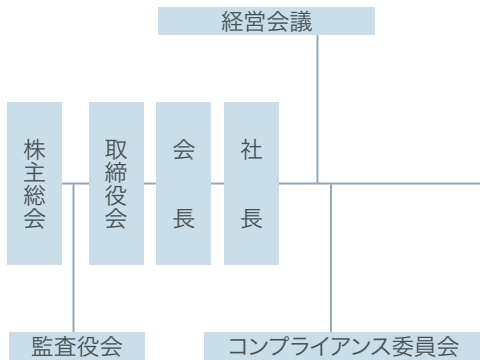 経営会議
株主総会
取締役会
会長
社長
監査役会
コンプライアンス委員会